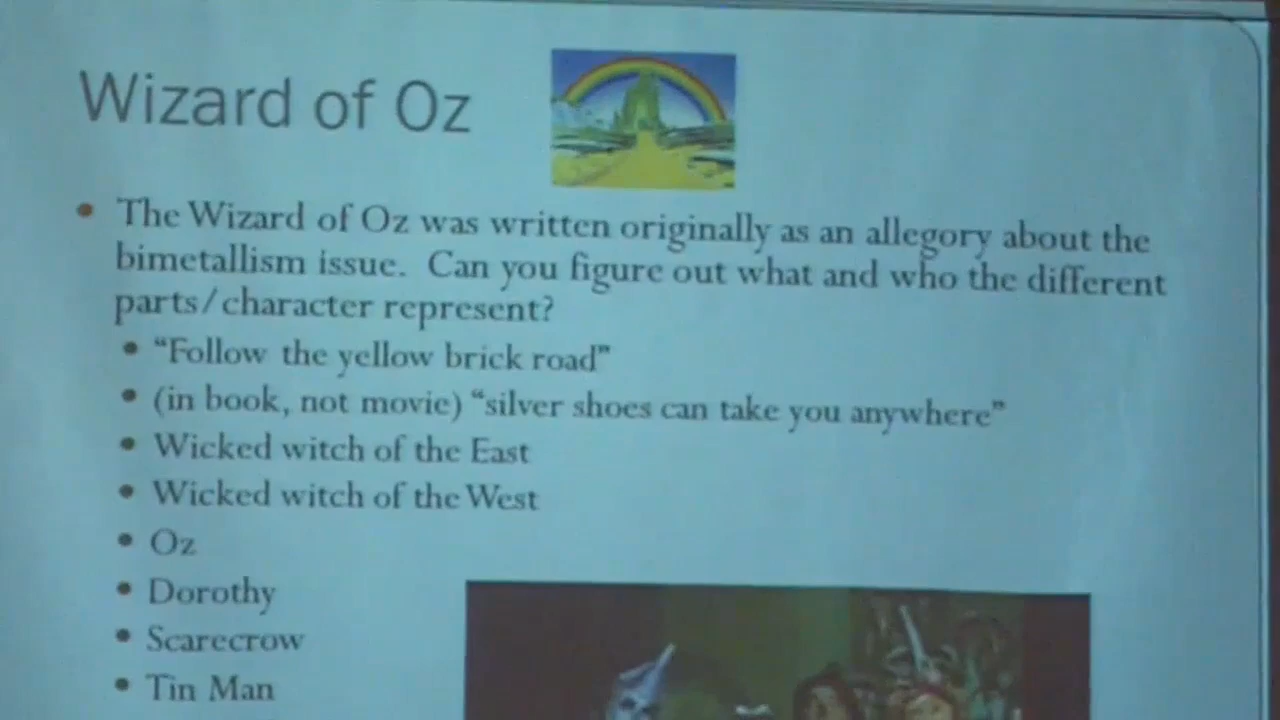 Wizard of Oz
• The Wizard of Oz was written originally as an allegory about the
bimetallism issue. Can you figure out what and who the different
parts/character represent?
• “Follow the yellow brick road”
• (in book, not movie) “silver shoes can take you anywhere”
• Wicked witch of the East
• Wicked witch of the West
• Oz
• Dorothy
• Scarecrow
• Tin Man